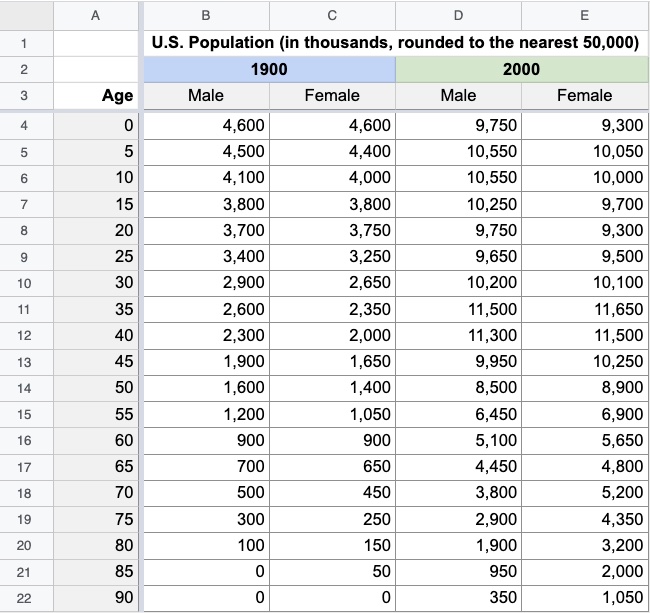 A B C D E
1 U.S. Population (in thousands, rounded to the nearest 50,000)
2 1900 2000
3 Age Male Female Male Female
4 0 4,600 4,600 9,750 9,300
5 5 4,500 4,400 10,550 10,050
6 10 4,100 4,000 10,550 10,000
7 15 3,800 3,800 10,250 9,700
8 20 3,700 3,750 9,750 9,300
9 25 3,400 3,250 9,650 9,500
10 30 2,900 2,650 10,200 10,100
11 35 2,600 2,350 11,500 11,650
12 40 2,300 2,000 11,300 11,500
13 45 1,900 1,650 9,950 10,250
14 50 1,600 1,400 8,500 8,900
15 55 1,200 1,050 6,450 6,900
16 60 900 900 5,100 5,650
17 65 700 650 4,450 4,800
18 70 500 450 3,800 5,200
19 75 300 250 2,900 4,350
20 80 100 150 1,900 3,200
21 85 0 50 950 2,000
22 90 0 0 350 1,050